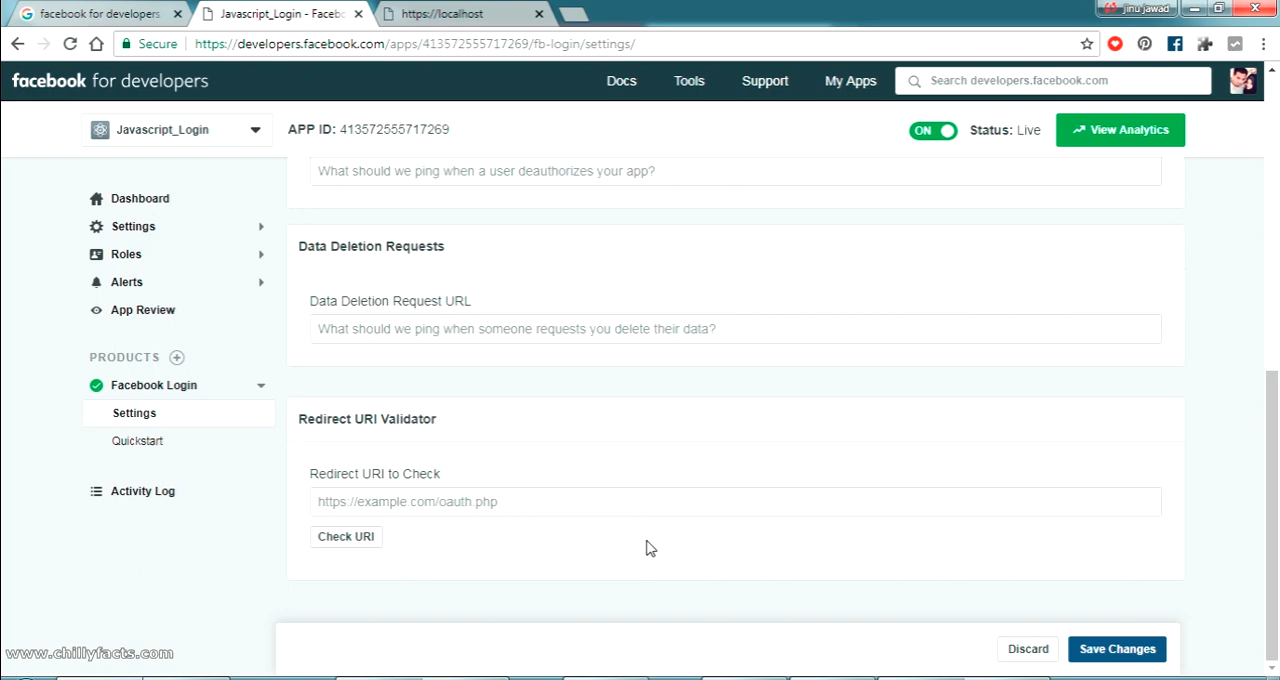 facebook for developers
Javascript_Login - Faceb
https://localhost
jinu jawad
Secure
https://developers.facebook.com/apps/413572555717269/fb-login/settings/
facebook for developers
Docs
Tools
Support
My Apps
Search developers.facebook.com
Javascript_Login
APP ID: 413572555717269
ON
Status: Live
View Analytics
What should we ping when a user deauthorizes your app?
Dashboard
Settings
Roles
Alerts
App Review
PRODUCTS
Facebook Login
Settings
Quickstart
Activity Log
Data Deletion Requests
Data Deletion Request URL
What should we ping when someone requests you delete their data?
Redirect URI Validator
Redirect URI to Check
https://example.com/oauth.php
Check URI
Discard
Save Changes
www.chillyfacts.com